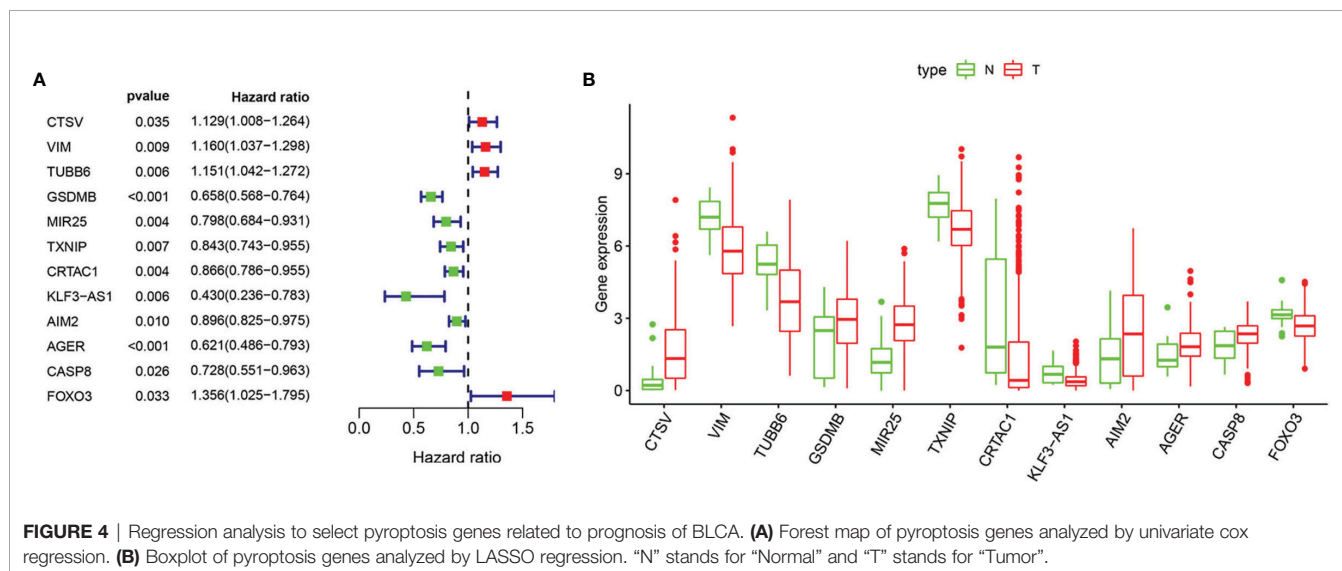 A
pvalue Hazard ratio
CTSV 0.035 1.129(1.008−1.264)
VIM 0.009 1.160(1.037−1.298)
TUBB6 0.006 1.151(1.042−1.272)
GSDMB <0.001 0.658(0.568−0.764)
MIR25 0.004 0.798(0.684−0.931)
TXNIP 0.007 0.843(0.743−0.955)
CRTAC1 0.004 0.866(0.786−0.955)
KLF3−AS1 0.006 0.430(0.236−0.783)
AIM2 0.010 0.896(0.825−0.975)
AGER <0.001 0.621(0.486−0.793)
CASP8 0.026 0.728(0.551−0.963)
FOXO3 0.033 1.356(1.025−1.795)
0.0 0.5 1.0 1.5
Hazard ratio
B
type N T
Gene expression
9
6
3
0
CTSV VIM TUBB6 GSDMB MIR25 TXNIP CRTAC1 KLF3−AS1 AIM2 AGER CASP8 FOXO3
FIGURE 4 | Regression analysis to select pyroptosis genes related to prognosis of BLCA. (A) Forest map of pyroptosis genes analyzed by univariate cox
regression. (B) Boxplot of pyroptosis genes analyzed by LASSO regression. “N” stands for “Normal” and “T” stands for “Tumor”.